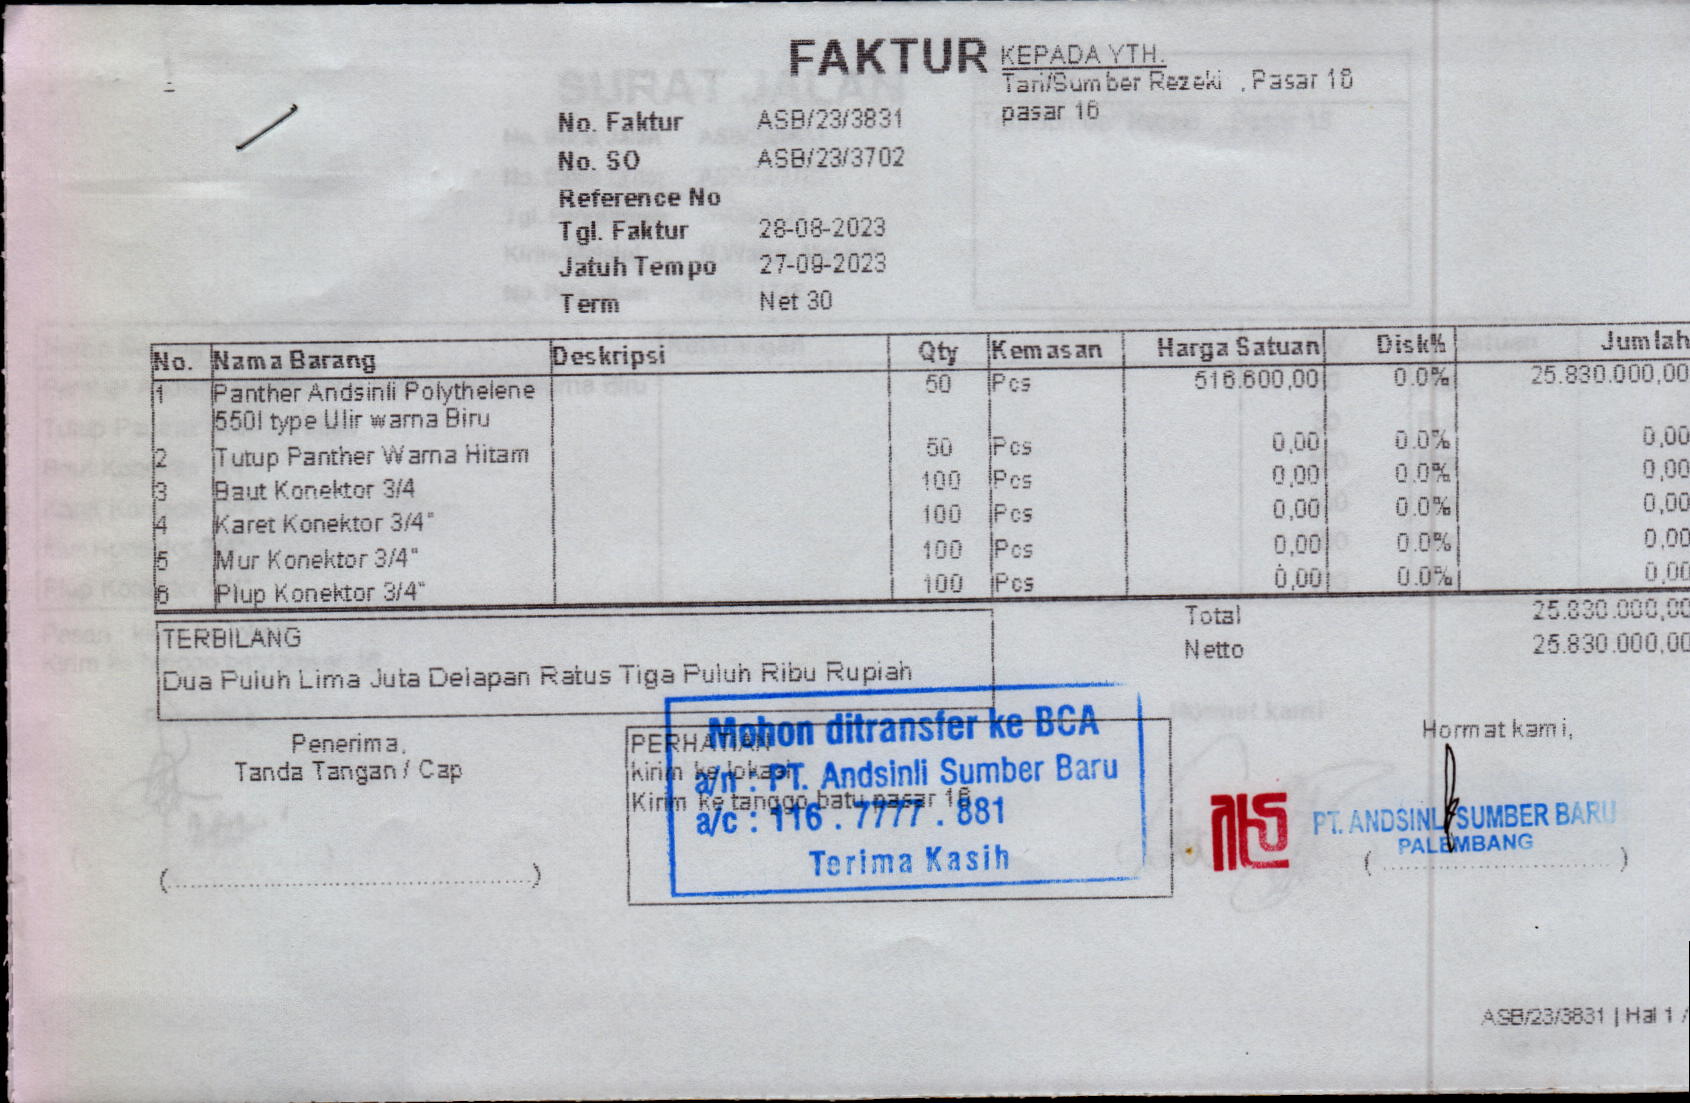 FAKTUR
KEPADA YTH.
Tari/Sumber Rezeki , Pasar 16
pasar 16
No. Faktur ASB/23/3831
No. SO ASB/23/3702
Reference No
Tgl. Faktur 28-08-2023
Jatuh Tempo 27-09-2023
Term Net 30
No. Nama Barang Deskripsi Qty Kemasan Harga Satuan Disk% Jumlah
1 Panther Andsinli Polythelene 50 Pcs 516.600,00 0.0% 25.830.000,00
550l type Ulir warna Biru
2 Tutup Panther Warna Hitam 50 Pcs 0,00 0.0% 0,00
3 Baut Konektor 3/4 100 Pcs 0,00 0.0% 0,00
4 Karet Konektor 3/4" 100 Pcs 0,00 0.0% 0,00
5 Mur Konektor 3/4" 100 Pcs 0,00 0.0% 0,00
6 Plup Konektor 3/4" 100 Pcs 0,00 0.0% 0,00
Total 25.830.000,00
Netto 25.830.000,00
TERBILANG
Dua Puluh Lima Juta Delapan Ratus Tiga Puluh Ribu Rupiah
Penerima,
Tanda Tangan / Cap
(...)
PERHATIAN
Kirim ke lokasi
Kirim ke tanggo batu pasar 16
Mohon ditransfer ke BCA
a/n : PT. Andsinli Sumber Baru
a/c : 116 . 7777 . 881
Terima Kasih
Hormat kami,
PT. ANDSINLI SUMBER BARU
PALEMBANG
(...)
ASB/23/3831 | Hal 1 /